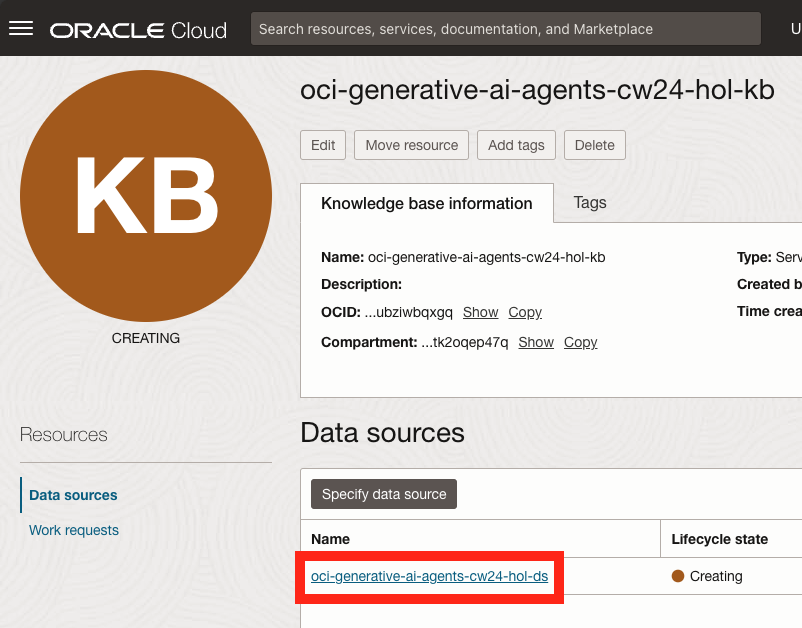 ORACLE Cloud
Search resources, services, documentation, and Marketplace
U
KB
CREATING
oci-generative-ai-agents-cw24-hol-kb
Edit
Move resource
Add tags
Delete
Knowledge base information
Tags
Name: oci-generative-ai-agents-cw24-hol-kb
Description:
OCID: ...ubziwbqxgq Show Copy
Compartment: ...tk2oqep47q Show Copy
Type: Serv
Created b
Time crea
Resources
Data sources
Work requests
Data sources
Specify data source
Name
Lifecycle state
oci-generative-ai-agents-cw24-hol-ds
Creating